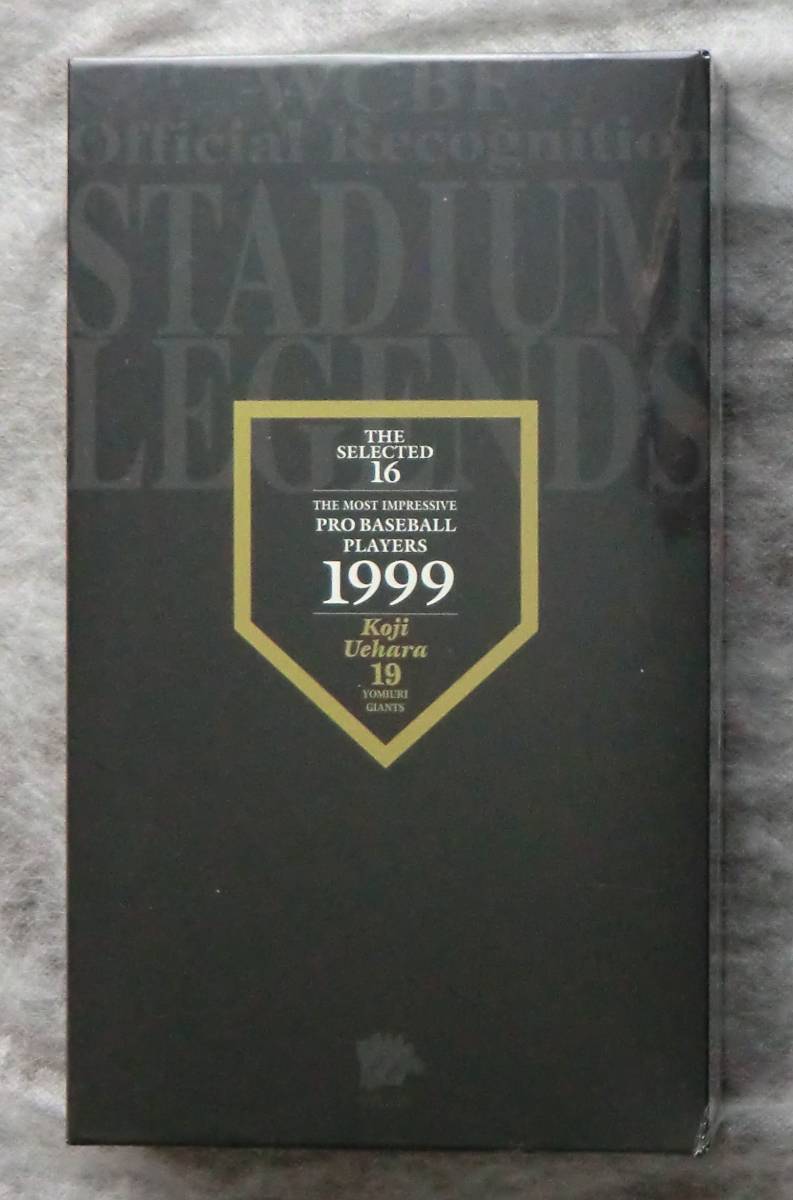 WCBF
Official Recognition
STADIUM
LEGENDS
THE
SELECTED
16
THE MOST IMPRESSIVE
PRO BASEBALL
PLAYERS
1999
Koji
Uehara
19
YOMIURI
GIANTS